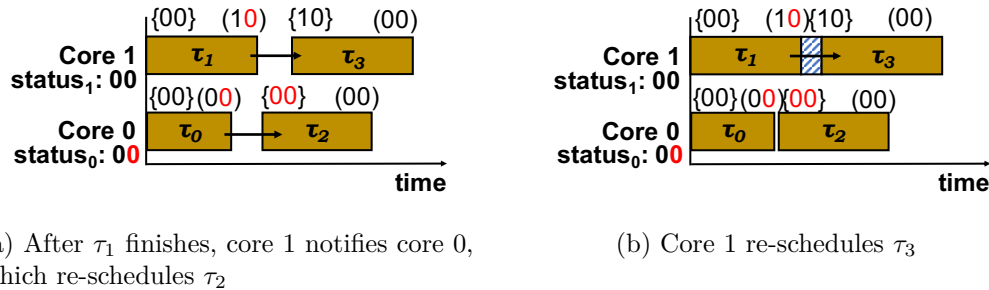 {00} (10) {10} (00)
Core 1
status1: 00
τ1 τ3
{00} (00) {00} (00)
Core 0
status0: 00
τ0 τ2
time
) After τ1 finishes, core 1 notifies core 0,
hich re-schedules τ2
{00} (10) {10} (00)
Core 1
status1: 00
τ1 τ3
{00} (00) {00} (00)
Core 0
status0: 00
τ0 τ2
time
(b) Core 1 re-schedules τ3